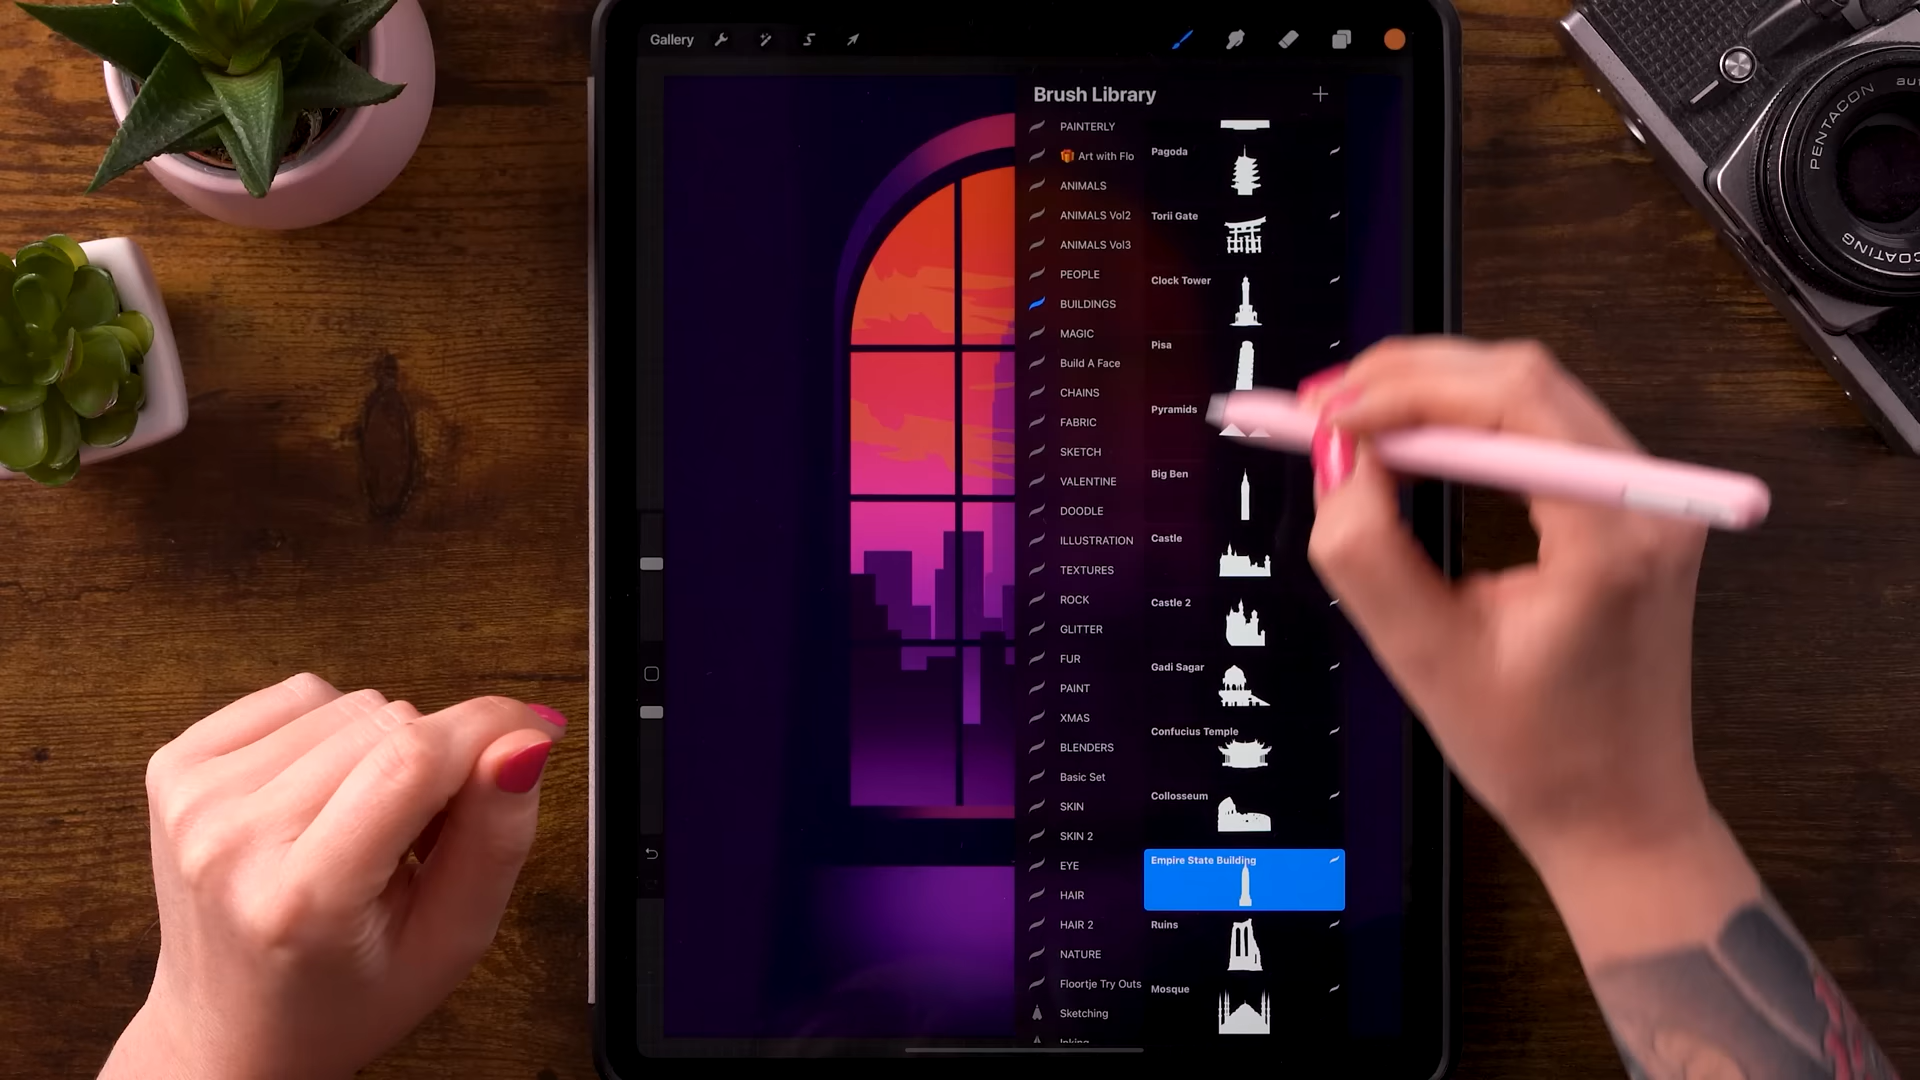 Gallery
Brush Library
PAINTERLY
Art with Flo
ANIMALS
ANIMALS Vol2
ANIMALS Vol3
PEOPLE
BUILDINGS
MAGIC
Build A Face
CHAINS
FABRIC
SKETCH
VALENTINE
DOODLE
ILLUSTRATION
TEXTURES
ROCK
GLITTER
FUR
PAINT
XMAS
BLENDERS
Basic Set
SKIN
SKIN 2
EYE
HAIR
HAIR 2
NATURE
Floortje Try Outs
Sketching
Inking
Pagoda
Torii Gate
Clock Tower
Pisa
Pyramids
Big Ben
Castle
Castle 2
Gadi Sagar
Confucius Temple
Collosseum
Empire State Building
Ruins
Mosque
PENTACON
COATING